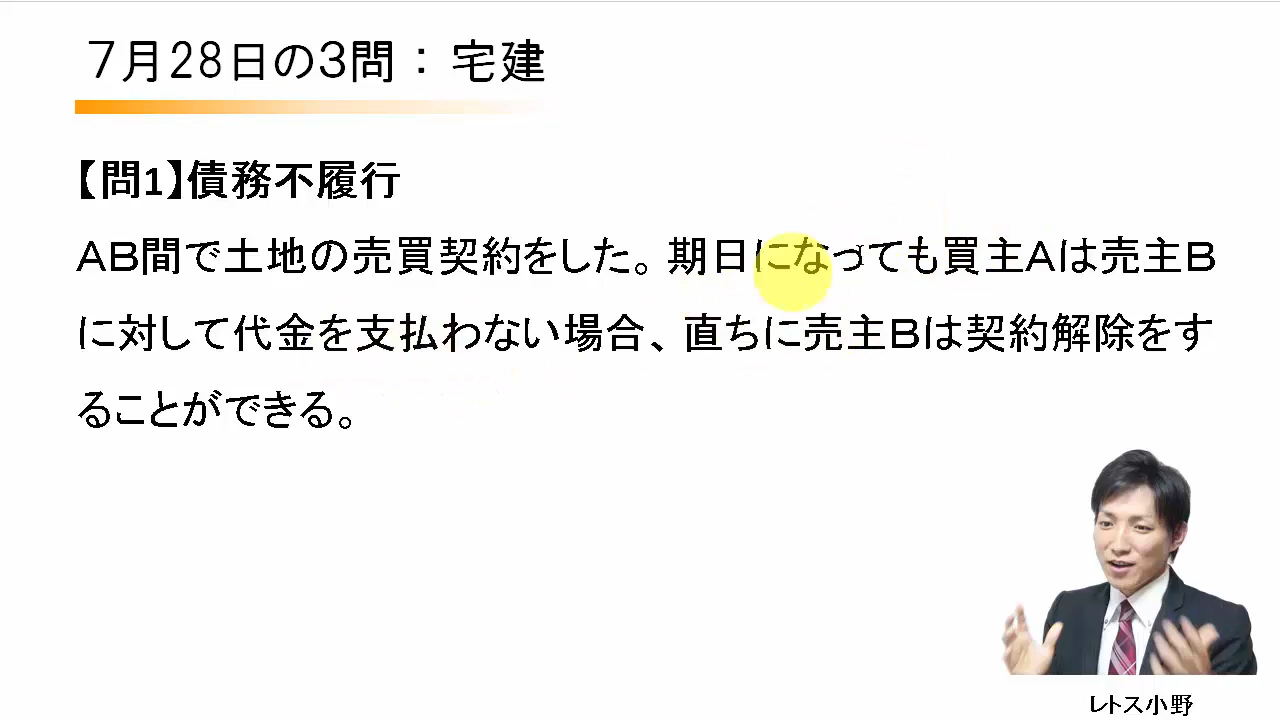 7月28日の3問：宅建
【問1】債務不履行
ＡＢ間で土地の売買契約をした。期日になっても買主Ａは売主Ｂ
に対して代金を支払わない場合、直ちに売主Ｂは契約解除をす
ることができる。
レトス小野